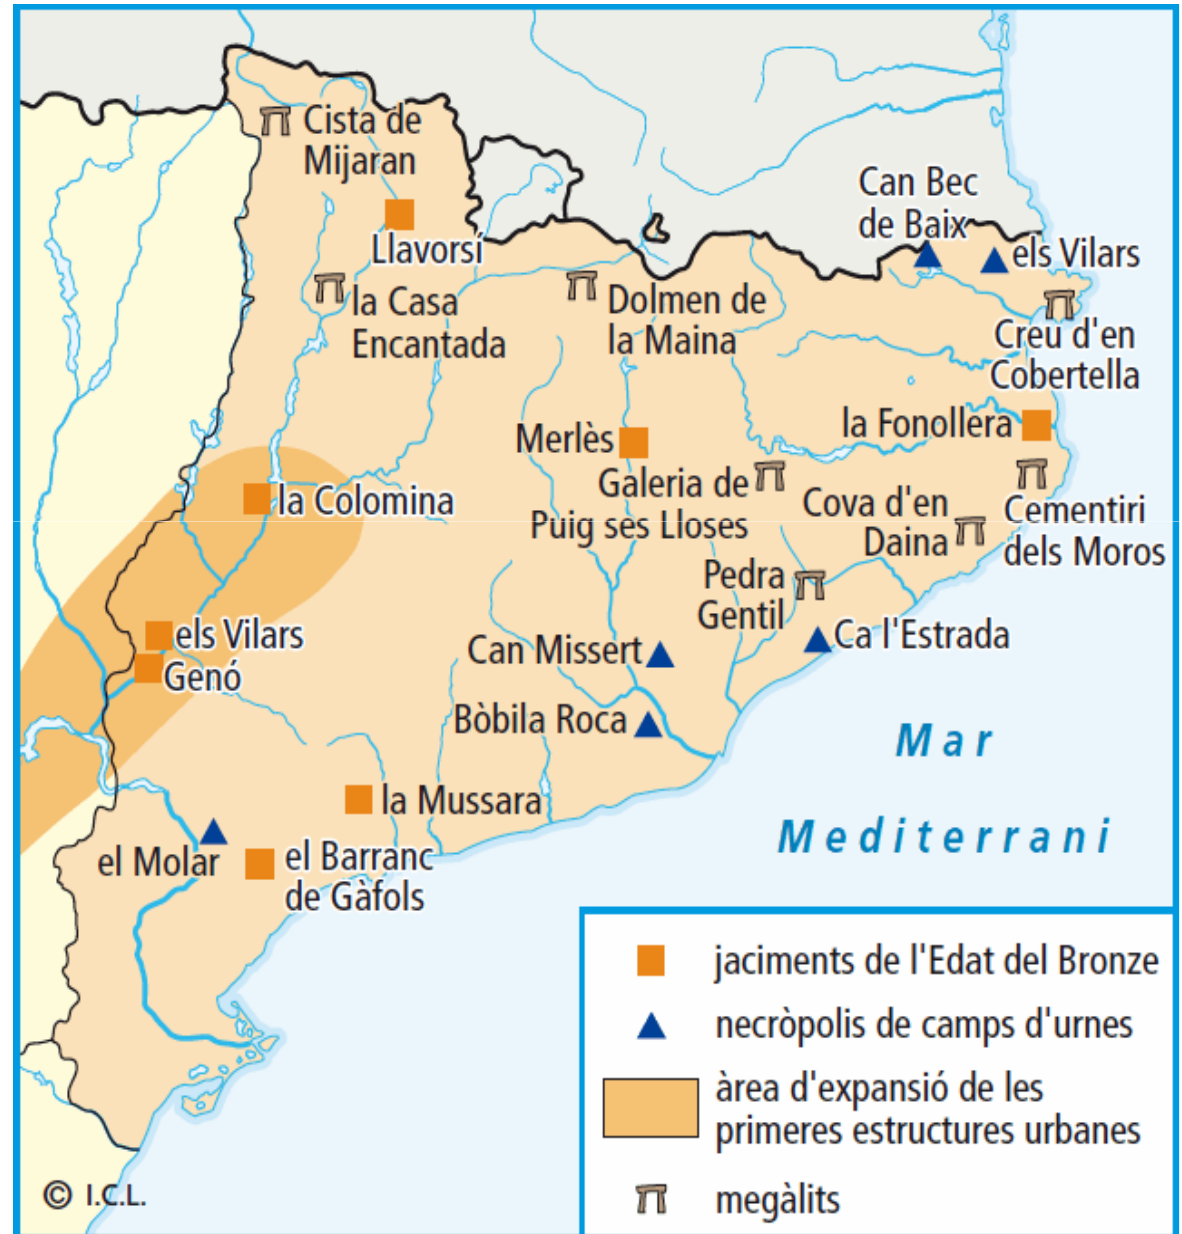 Cista de
Mijaran
Llavorsí
la Casa
Encantada
Dolmen de
la Maina
Can Bec
de Baix
els Vilars
Creu d'en
Cobertella
la Fonollera
Merlès
Galeria de
Puig ses Lloses
Cova d'en
Daina
Cementiri
dels Moros
la Colomina
Pedra
Gentil
els Vilars
Genó
Can Missert
Ca l'Estrada
Bòbila Roca
Mar
Mediterrani
la Mussara
el Molar
el Barranc
de Gàfols
jaciments de l'Edat del Bronze
necròpolis de camps d'urnes
àrea d'expansió de les
primeres estructures urbanes
megàlits
© I.C.L.